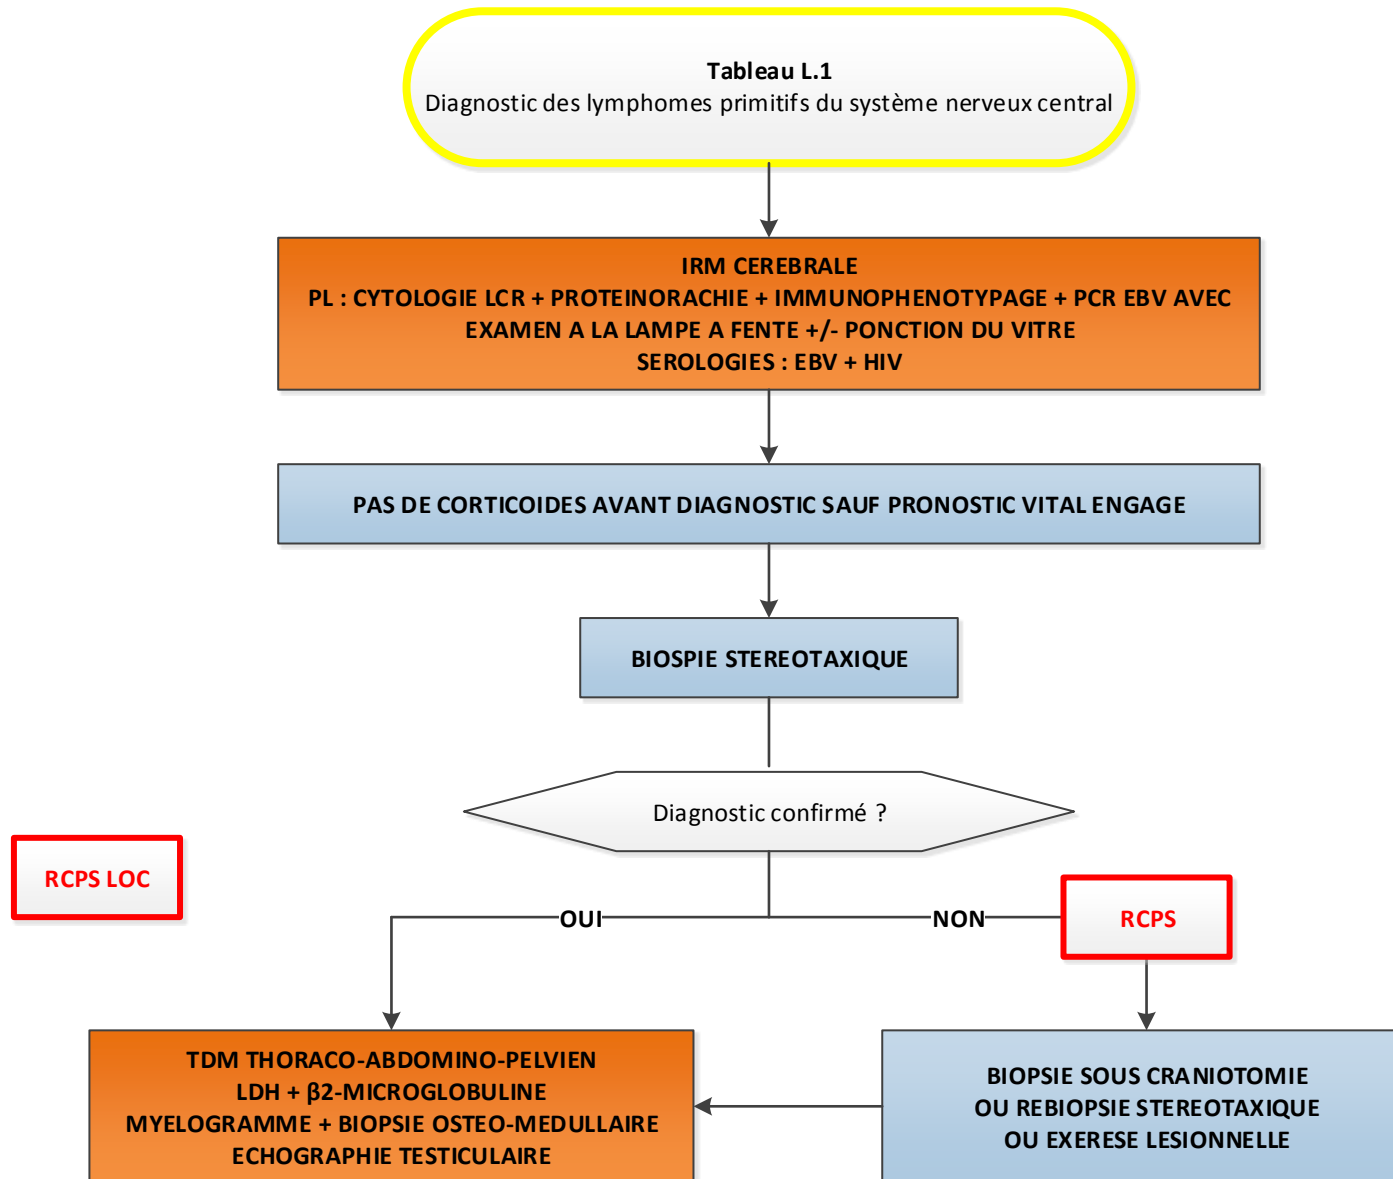 Tableau L.1
Diagnostic des lymphomes primitifs du système nerveux central
IRM CEREBRALE
PL : CYTOLOGIE LCR + PROTEINORACHIE + IMMUNOPHENOTYPAGE + PCR EBV AVEC
EXAMEN A LA LAMPE A FENTE +/- PONCTION DU VITRE
SEROLOGIES : EBV + HIV
PAS DE CORTICOIDES AVANT DIAGNOSTIC SAUF PRONOSTIC VITAL ENGAGE
BIOSPIE STEREOTAXIQUE
Diagnostic confirmé ?
RCPS LOC
OUI
NON
RCPS
TDM THORACO-ABDOMINO-PELVIEN
LDH + β2-MICROGLOBULINE
MYELOGRAMME + BIOPSIE OSTEO-MEDULLAIRE
ECHOGRAPHIE TESTICULAIRE
BIOPSIE SOUS CRANIOTOMIE
OU REBIOPSIE STEREOTAXIQUE
OU EXERESE LESIONNELLE